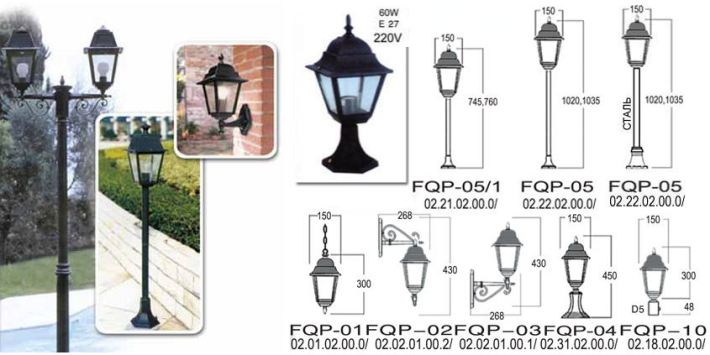 60W
E 27
220V
150
745,760
FQP-05/1
02.21.02.00.0/
150
1020,1035
FQP-05
02.22.02.00.0/
150
СТАЛЬ
1020,1035
FQP-05
02.22.02.00.0/
150
300
FQP-01
02.01.02.00.0/
268
430
FQP-02
02.02.01.00.2/
430
268
FQP-03
02.02.01.00.1/
150
450
FQP-04
02.31.02.00.0/
150
300
D5
48
FQP-10
02.18.02.00.0/